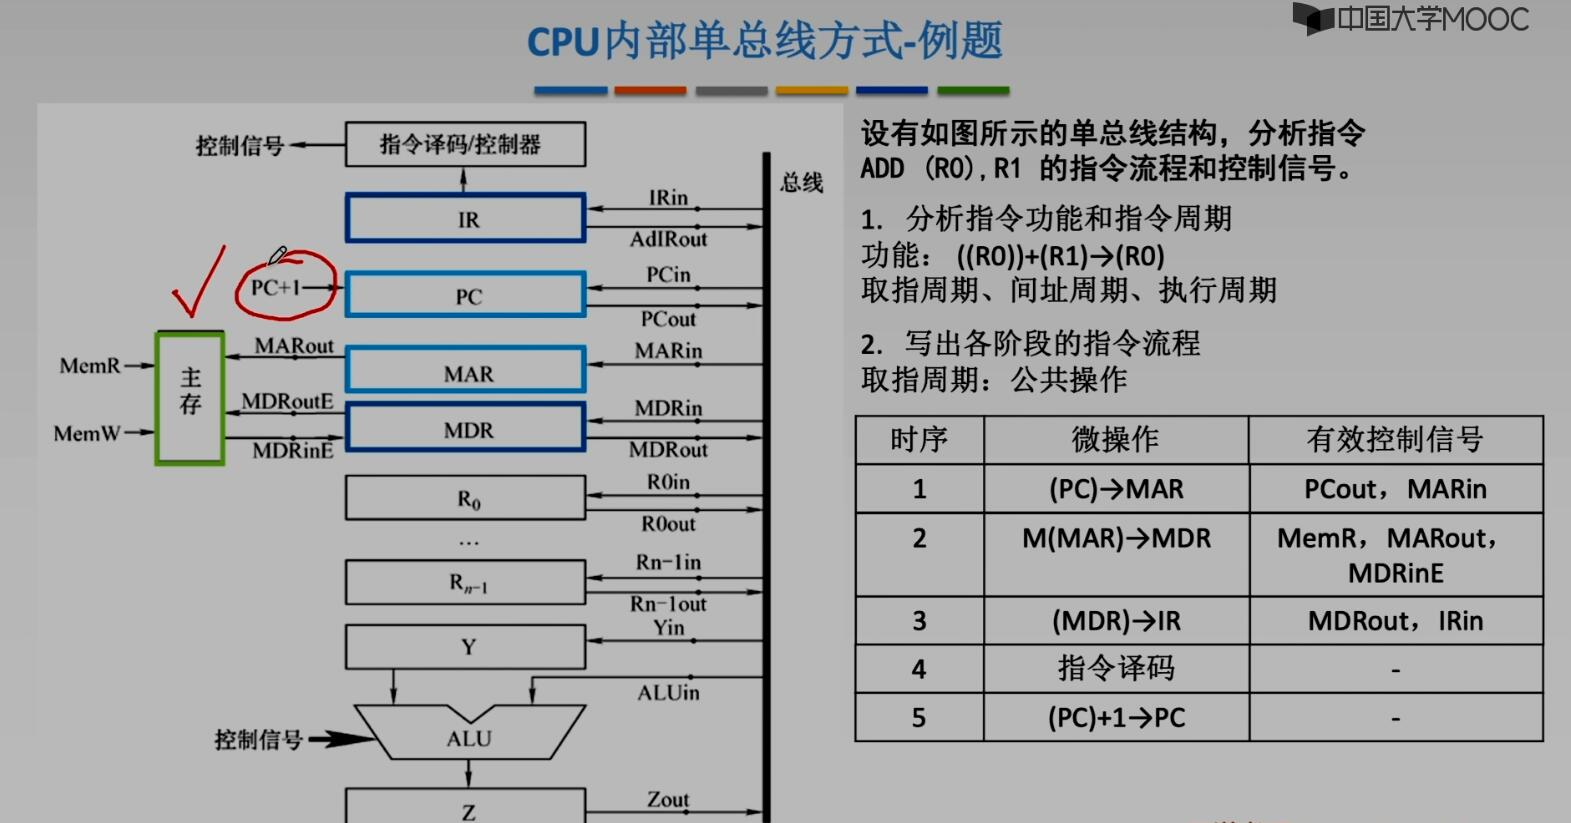 中国大学MOOC
CPU内部单总线方式-例题
控制信号
指令译码/控制器
总线
IRin
IR
AdIRout
PC+1
PCin
PC
PCout
MARout
MARin
MemR
主存
MAR
MDRoutE
MDRin
MemW
MDR
MDRinE
MDRout
R0in
R₀
R0out
…
Rn-1in
Rₙ₋₁
Rn-1out
Yin
Y
ALUin
控制信号
ALU
Zout
Z
设有如图所示的单总线结构，分析指令
ADD (R0),R1 的指令流程和控制信号。
1. 分析指令功能和指令周期
功能： ((R0))+(R1)→(R0)
取指周期、间址周期、执行周期
2. 写出各阶段的指令流程
取指周期：公共操作
时序 微操作 有效控制信号
1 (PC)→MAR PCout，MARin
2 M(MAR)→MDR MemR，MARout，
MDRinE
3 (MDR)→IR MDRout，IRin
4 指令译码 -
5 (PC)+1→PC -